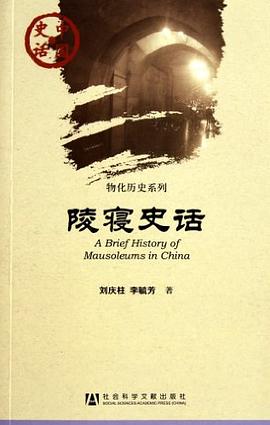 中国
史话
物化历史系列
陵寝史话
A Brief History of
Mausoleums in China
刘庆柱 李毓芳 著
社会科学文献出版社
SOCIAL SCIENCES ACADEMIC PRESS (CHINA)